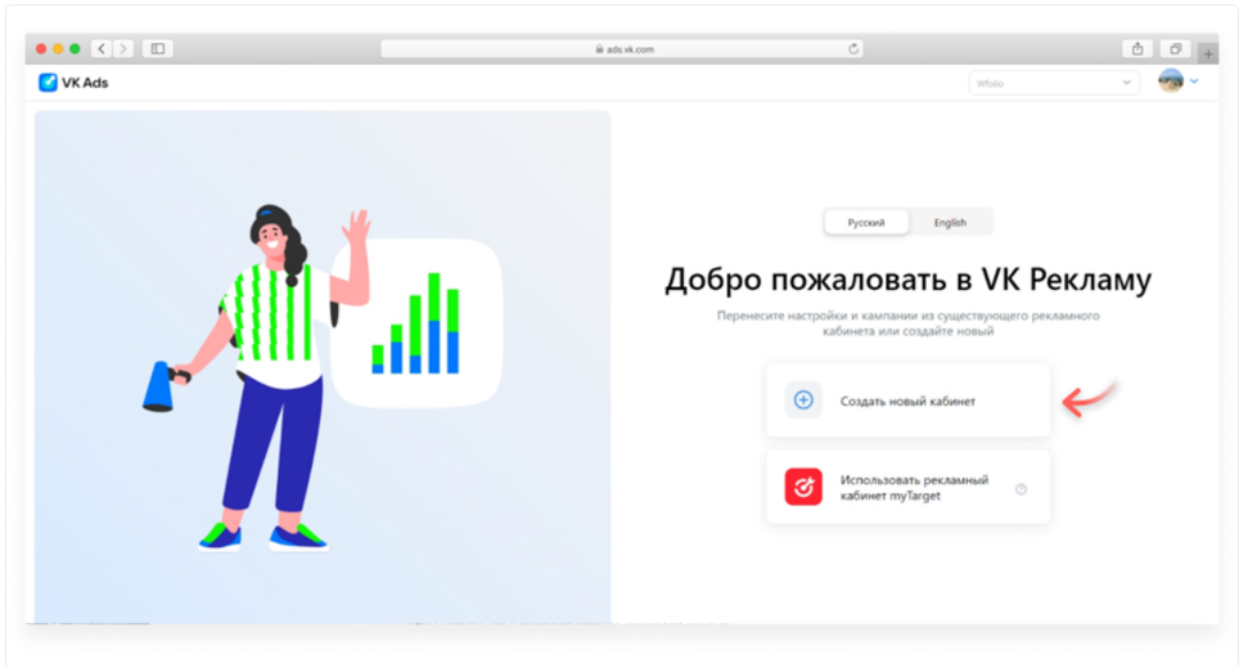 ads.vk.com
VK Ads
Wfolio
Русский
English
Добро пожаловать в VK Рекламу
Перенесите настройки и кампании из существующего рекламного
кабинета или создайте новый
Создать новый кабинет
Использовать рекламный
кабинет myTarget